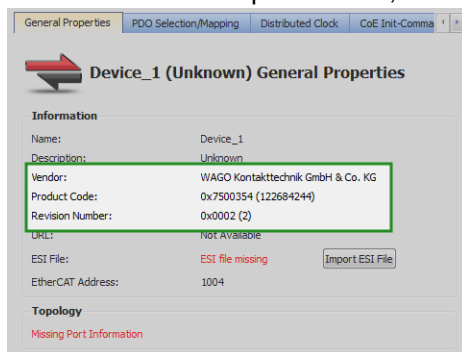 General Properties PDO Selection/Mapping Distributed Clock CoE Init-Comma
Device_1 (Unknown) General Properties
Information
Name: Device_1
Description: Unknown
Vendor: WAGO Kontakttechnik GmbH & Co. KG
Product Code: 0x7500354 (122684244)
Revision Number: 0x0002 (2)
URL: Not Available
ESI File: ESI file missing Import ESI File
EtherCAT Address: 1004
Topology
Missing Port Information